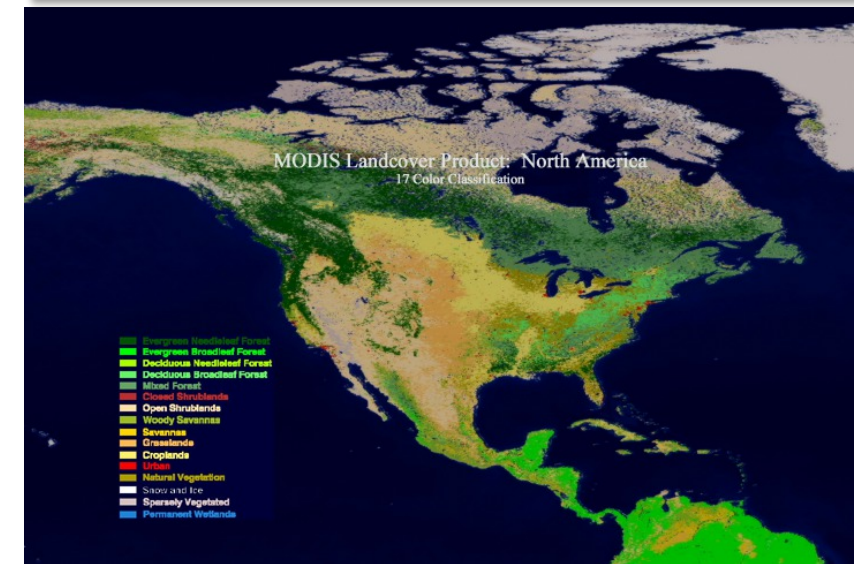 MODIS Landcover Product: North America
17 Color Classification
Evergreen Needleleaf Forest
Evergreen Broadleaf Forest
Deciduous Needleleaf Forest
Deciduous Broadleaf Forest
Mixed Forest
Closed Shrublands
Open Shrublands
Woody Savannas
Savannas
Grasslands
Croplands
Urban
Natural Vegetation
Snow and Ice
Sparsely Vegetated
Permanent Wetlands